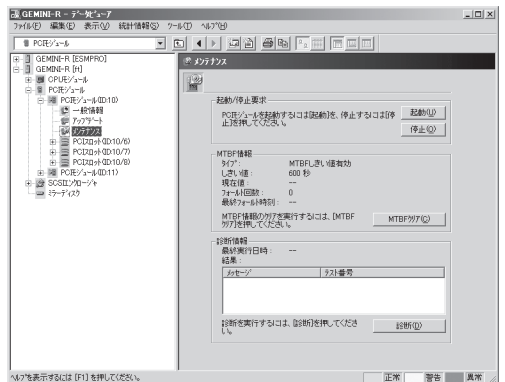 GEMINI-R - ﾃﾞｰﾀﾋﾞｭｰｱ
ﾌｧｲﾙ(F) 編集(E) 表示(V) 統計情報(S) ﾂｰﾙ(T) ﾍﾙﾌﾟ(H)
PCIﾓｼﾞｭｰﾙ
GEMINI-R [ESMPRO]
GEMINI-R [ft]
CPUﾓｼﾞｭｰﾙ
PCIﾓｼﾞｭｰﾙ
PCIﾓｼﾞｭｰﾙ(ID:10)
一般情報
ｱｯﾌﾟﾃﾞｰﾄ
ﾒﾝﾃﾅﾝｽ
PCIｽﾛｯﾄ(ID:10/6)
PCIｽﾛｯﾄ(ID:10/7)
PCIｽﾛｯﾄ(ID:10/8)
PCIﾓｼﾞｭｰﾙ(ID:11)
SCSIｴﾝｸﾛｰｼﾞｬ
ﾐﾗｰﾃﾞｨｽｸ
ﾒﾝﾃﾅﾝｽ
起動/停止要求
PCIﾓｼﾞｭｰﾙを起動するには[起動]を、停止するには[停
止]を押してください。
起動(U)
停止(O)
MTBF情報
ﾀｲﾌﾟ: MTBFしきい値有効
しきい値: 600 秒
現在値: --
ﾌｫｰﾙﾄ回数: 0
最終ﾌｫｰﾙﾄ時刻: --
MTBF情報のｸﾘｱを実行するには、[MTBF
ｸﾘｱ]を押してください。
MTBFｸﾘｱ(C)
診断情報
最終実行日時: --
結果:
ﾒｯｾｰｼﾞ ﾃｽﾄ番号
診断を実行するには、[診断]を押してくださ
い。
診断(D)
ﾍﾙﾌﾟを表示するには [F1] を押してください。
正常 警告 異常